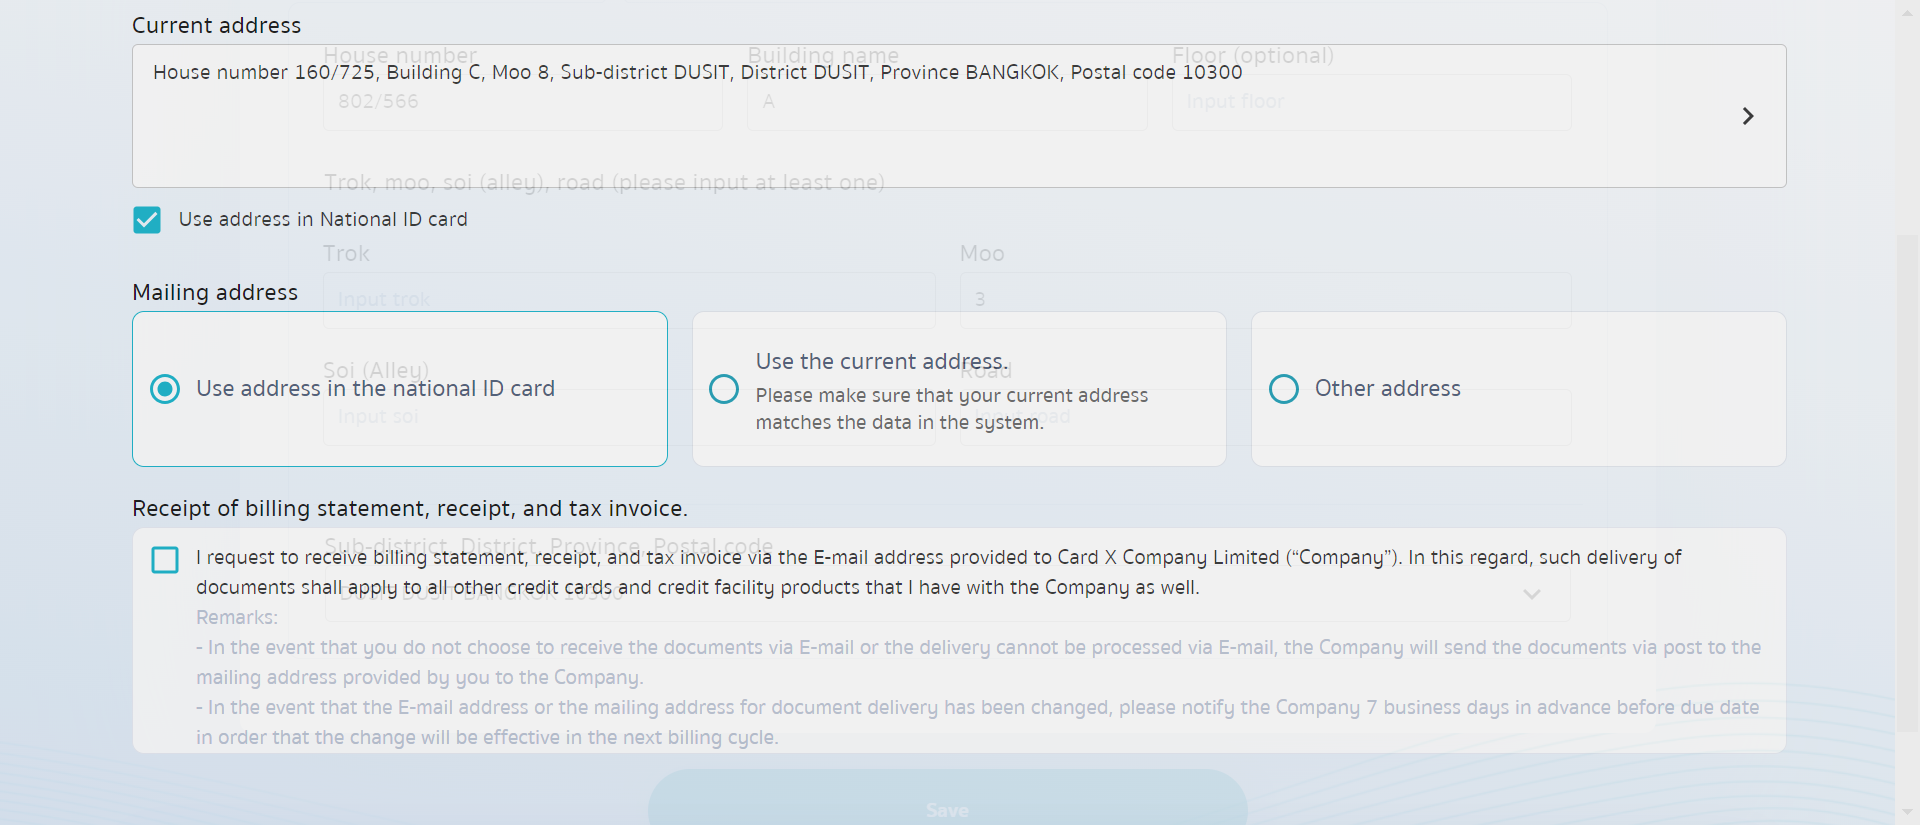 Current address
House number
Building name
Floor (optional)
House number 160/725, Building C, Moo 8, Sub-district DUSIT, District DUSIT, Province BANGKOK, Postal code 10300
802/566
A
Input floor
Trok, moo, soi (alley), road (please input at least one)
Use address in National ID card
Trok
Moo
Mailing address
Input trok
3
Soi (Alley)
Road
Use address in the national ID card
Use the current address.
Please make sure that your current address
matches the data in the system.
Other address
Input soi
Input road
Receipt of billing statement, receipt, and tax invoice.
Sub-district, District, Province, Postal code
I request to receive billing statement, receipt, and tax invoice via the E-mail address provided to Card X Company Limited (“Company”). In this regard, such delivery of
documents shall apply to all other credit cards and credit facility products that I have with the Company as well.
DUSIT DUSIT BANGKOK 10300
Remarks:
- In the event that you do not choose to receive the documents via E-mail or the delivery cannot be processed via E-mail, the Company will send the documents via post to the
mailing address provided by you to the Company.
- In the event that the E-mail address or the mailing address for document delivery has been changed, please notify the Company 7 business days in advance before due date
in order that the change will be effective in the next billing cycle.
Save